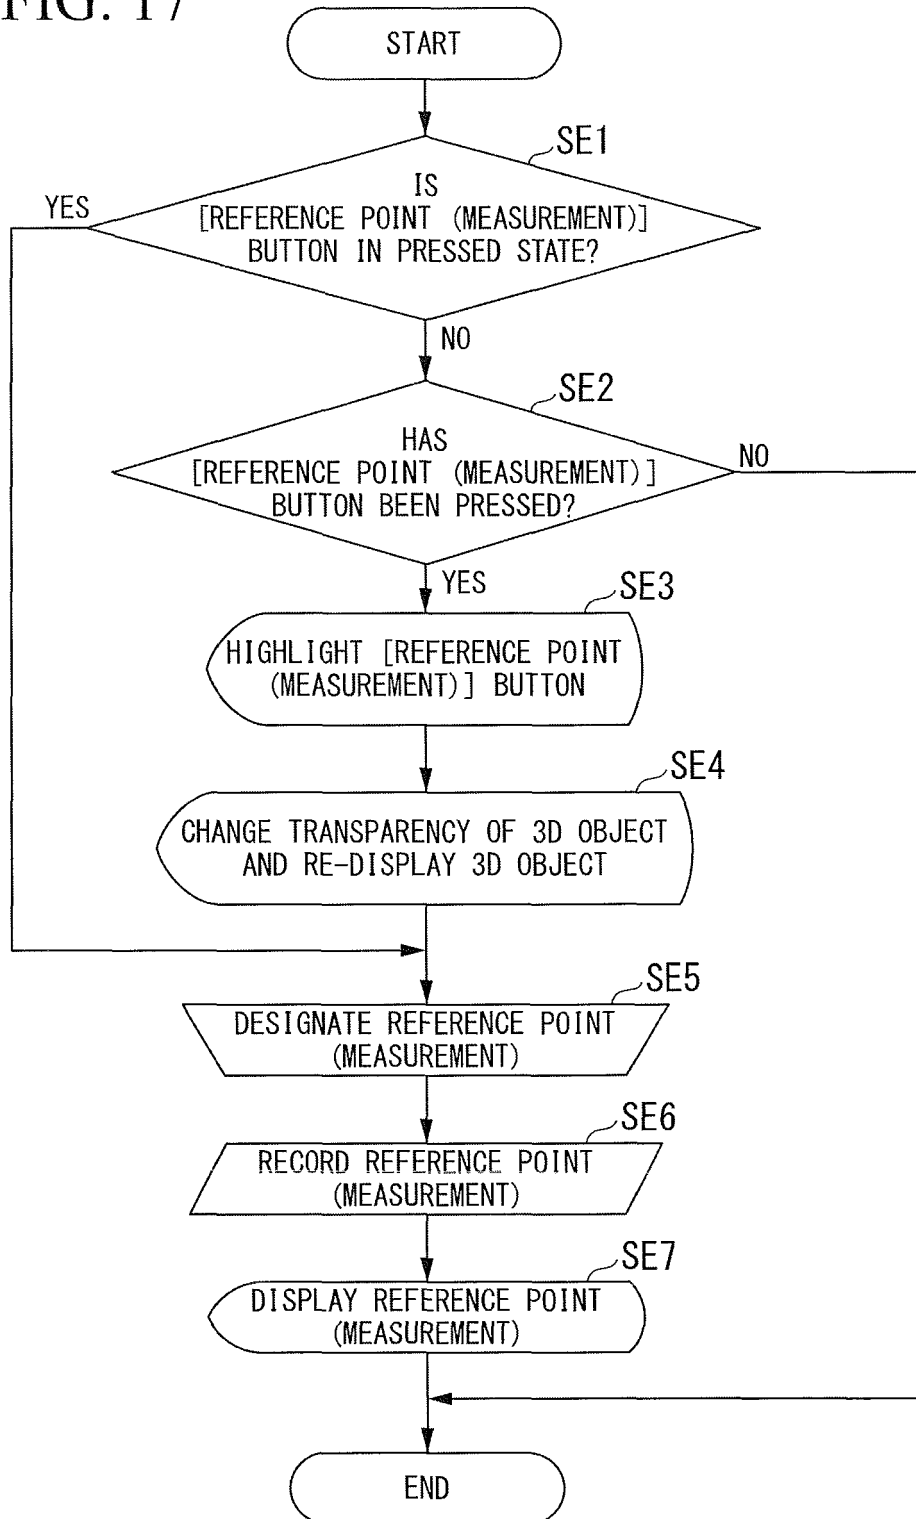 FIG. 17
START
SE1
YES
IS
[REFERENCE POINT (MEASUREMENT)]
BUTTON IN PRESSED STATE?
NO
SE2
HAS
[REFERENCE POINT (MEASUREMENT)]
BUTTON BEEN PRESSED?
NO
YES
SE3
HIGHLIGHT [REFERENCE POINT
(MEASUREMENT)] BUTTON
SE4
CHANGE TRANSPARENCY OF 3D OBJECT
AND RE-DISPLAY 3D OBJECT
SE5
DESIGNATE REFERENCE POINT
(MEASUREMENT)
SE6
RECORD REFERENCE POINT
(MEASUREMENT)
SE7
DISPLAY REFERENCE POINT
(MEASUREMENT)
END